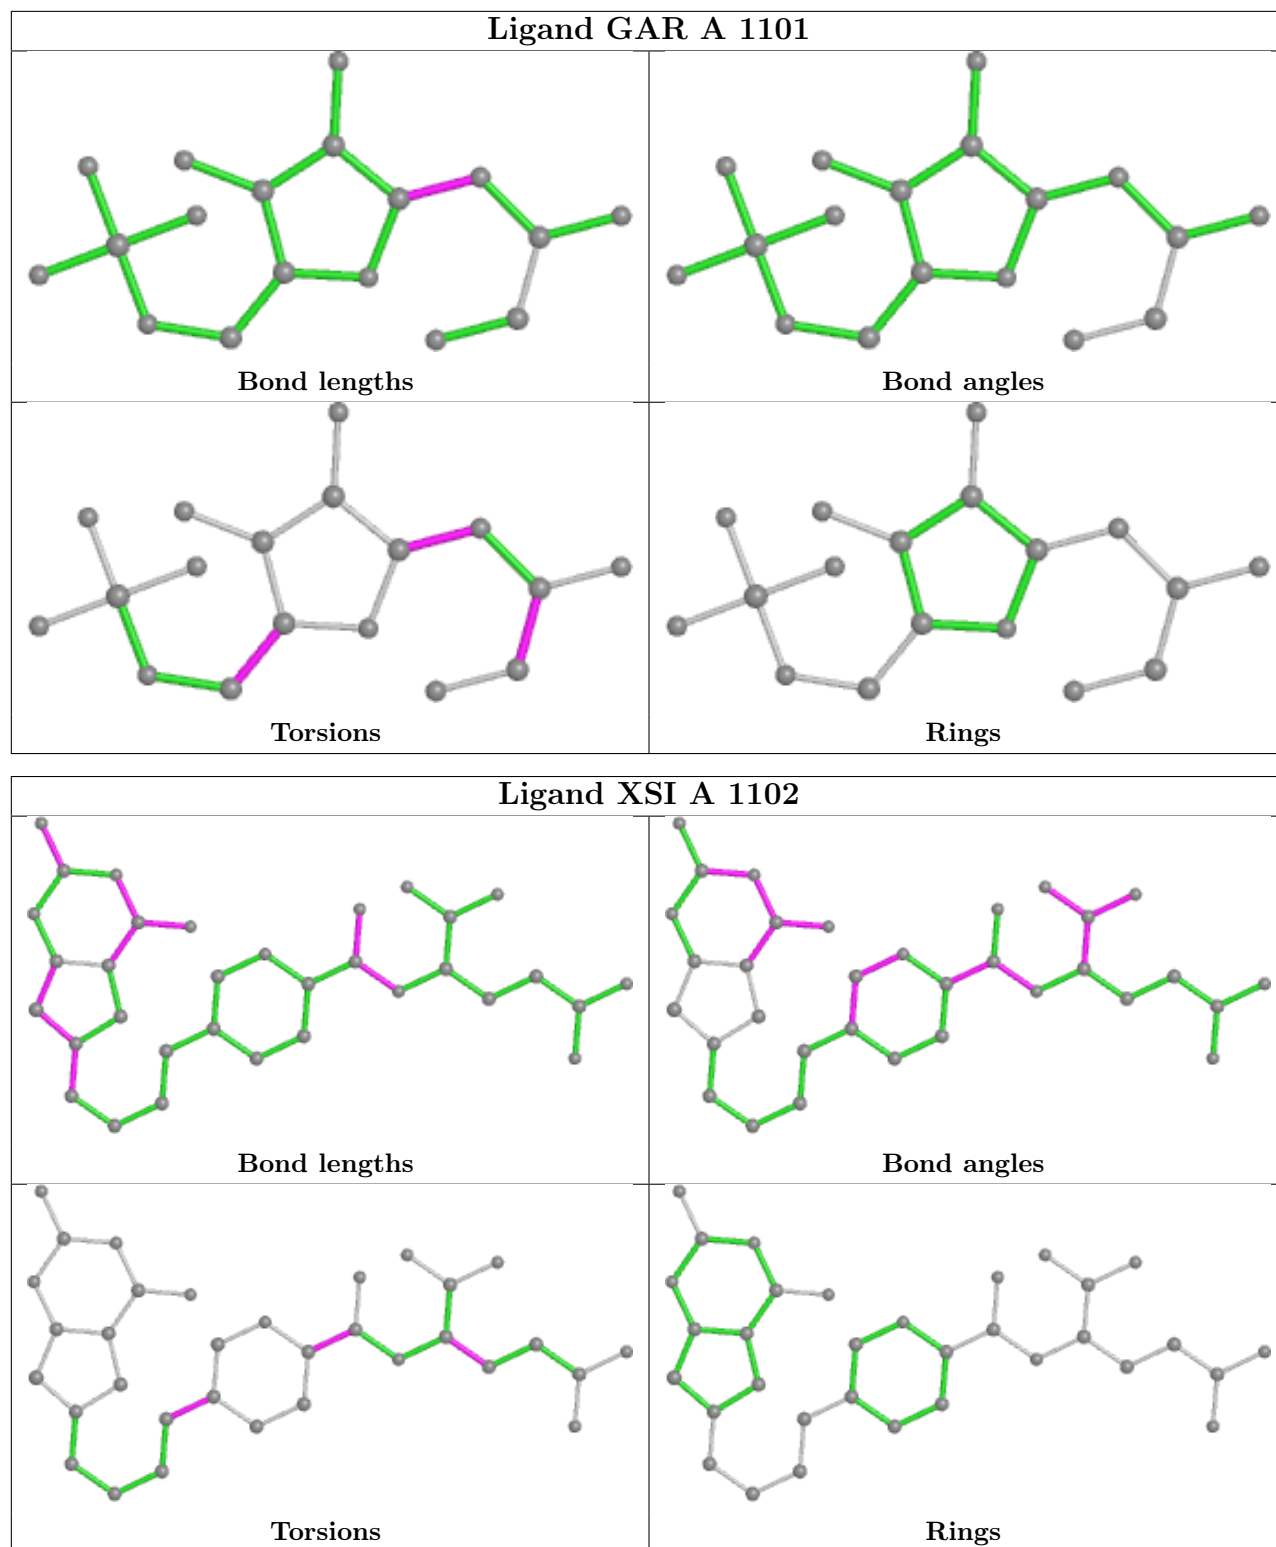 Ligand GAR A 1101
Bond lengths
Bond angles
Torsions
Rings
Ligand XSI A 1102
Bond lengths
Bond angles
Torsions
Rings